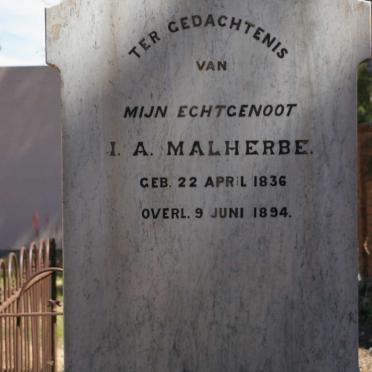 TER GEDACHTENIS
VAN
MIJN ECHTGENOOT
I. A. MALHERBE.
GEB. 22 APRIL 1836
OVERL. 9 JUNI 1894.